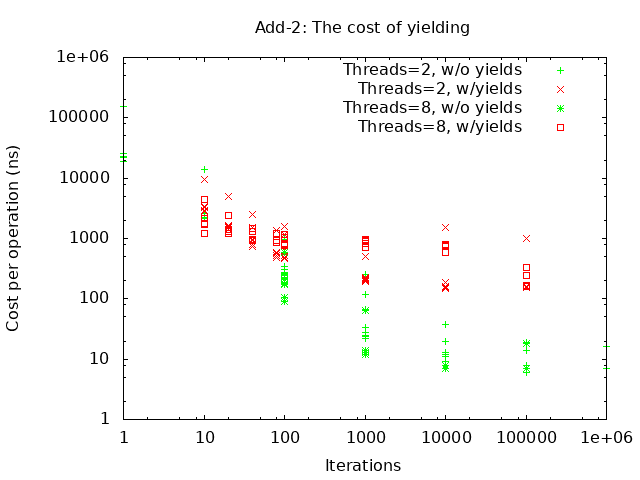 Add-2: The cost of yielding
1e+06
100000
10000
1000
100
10
1
Cost per operation (ns)
Threads=2, w/o yields
Threads=2, w/yields
Threads=8, w/o yields
Threads=8, w/yields
1 10 100 1000 10000 100000 1e+06
Iterations